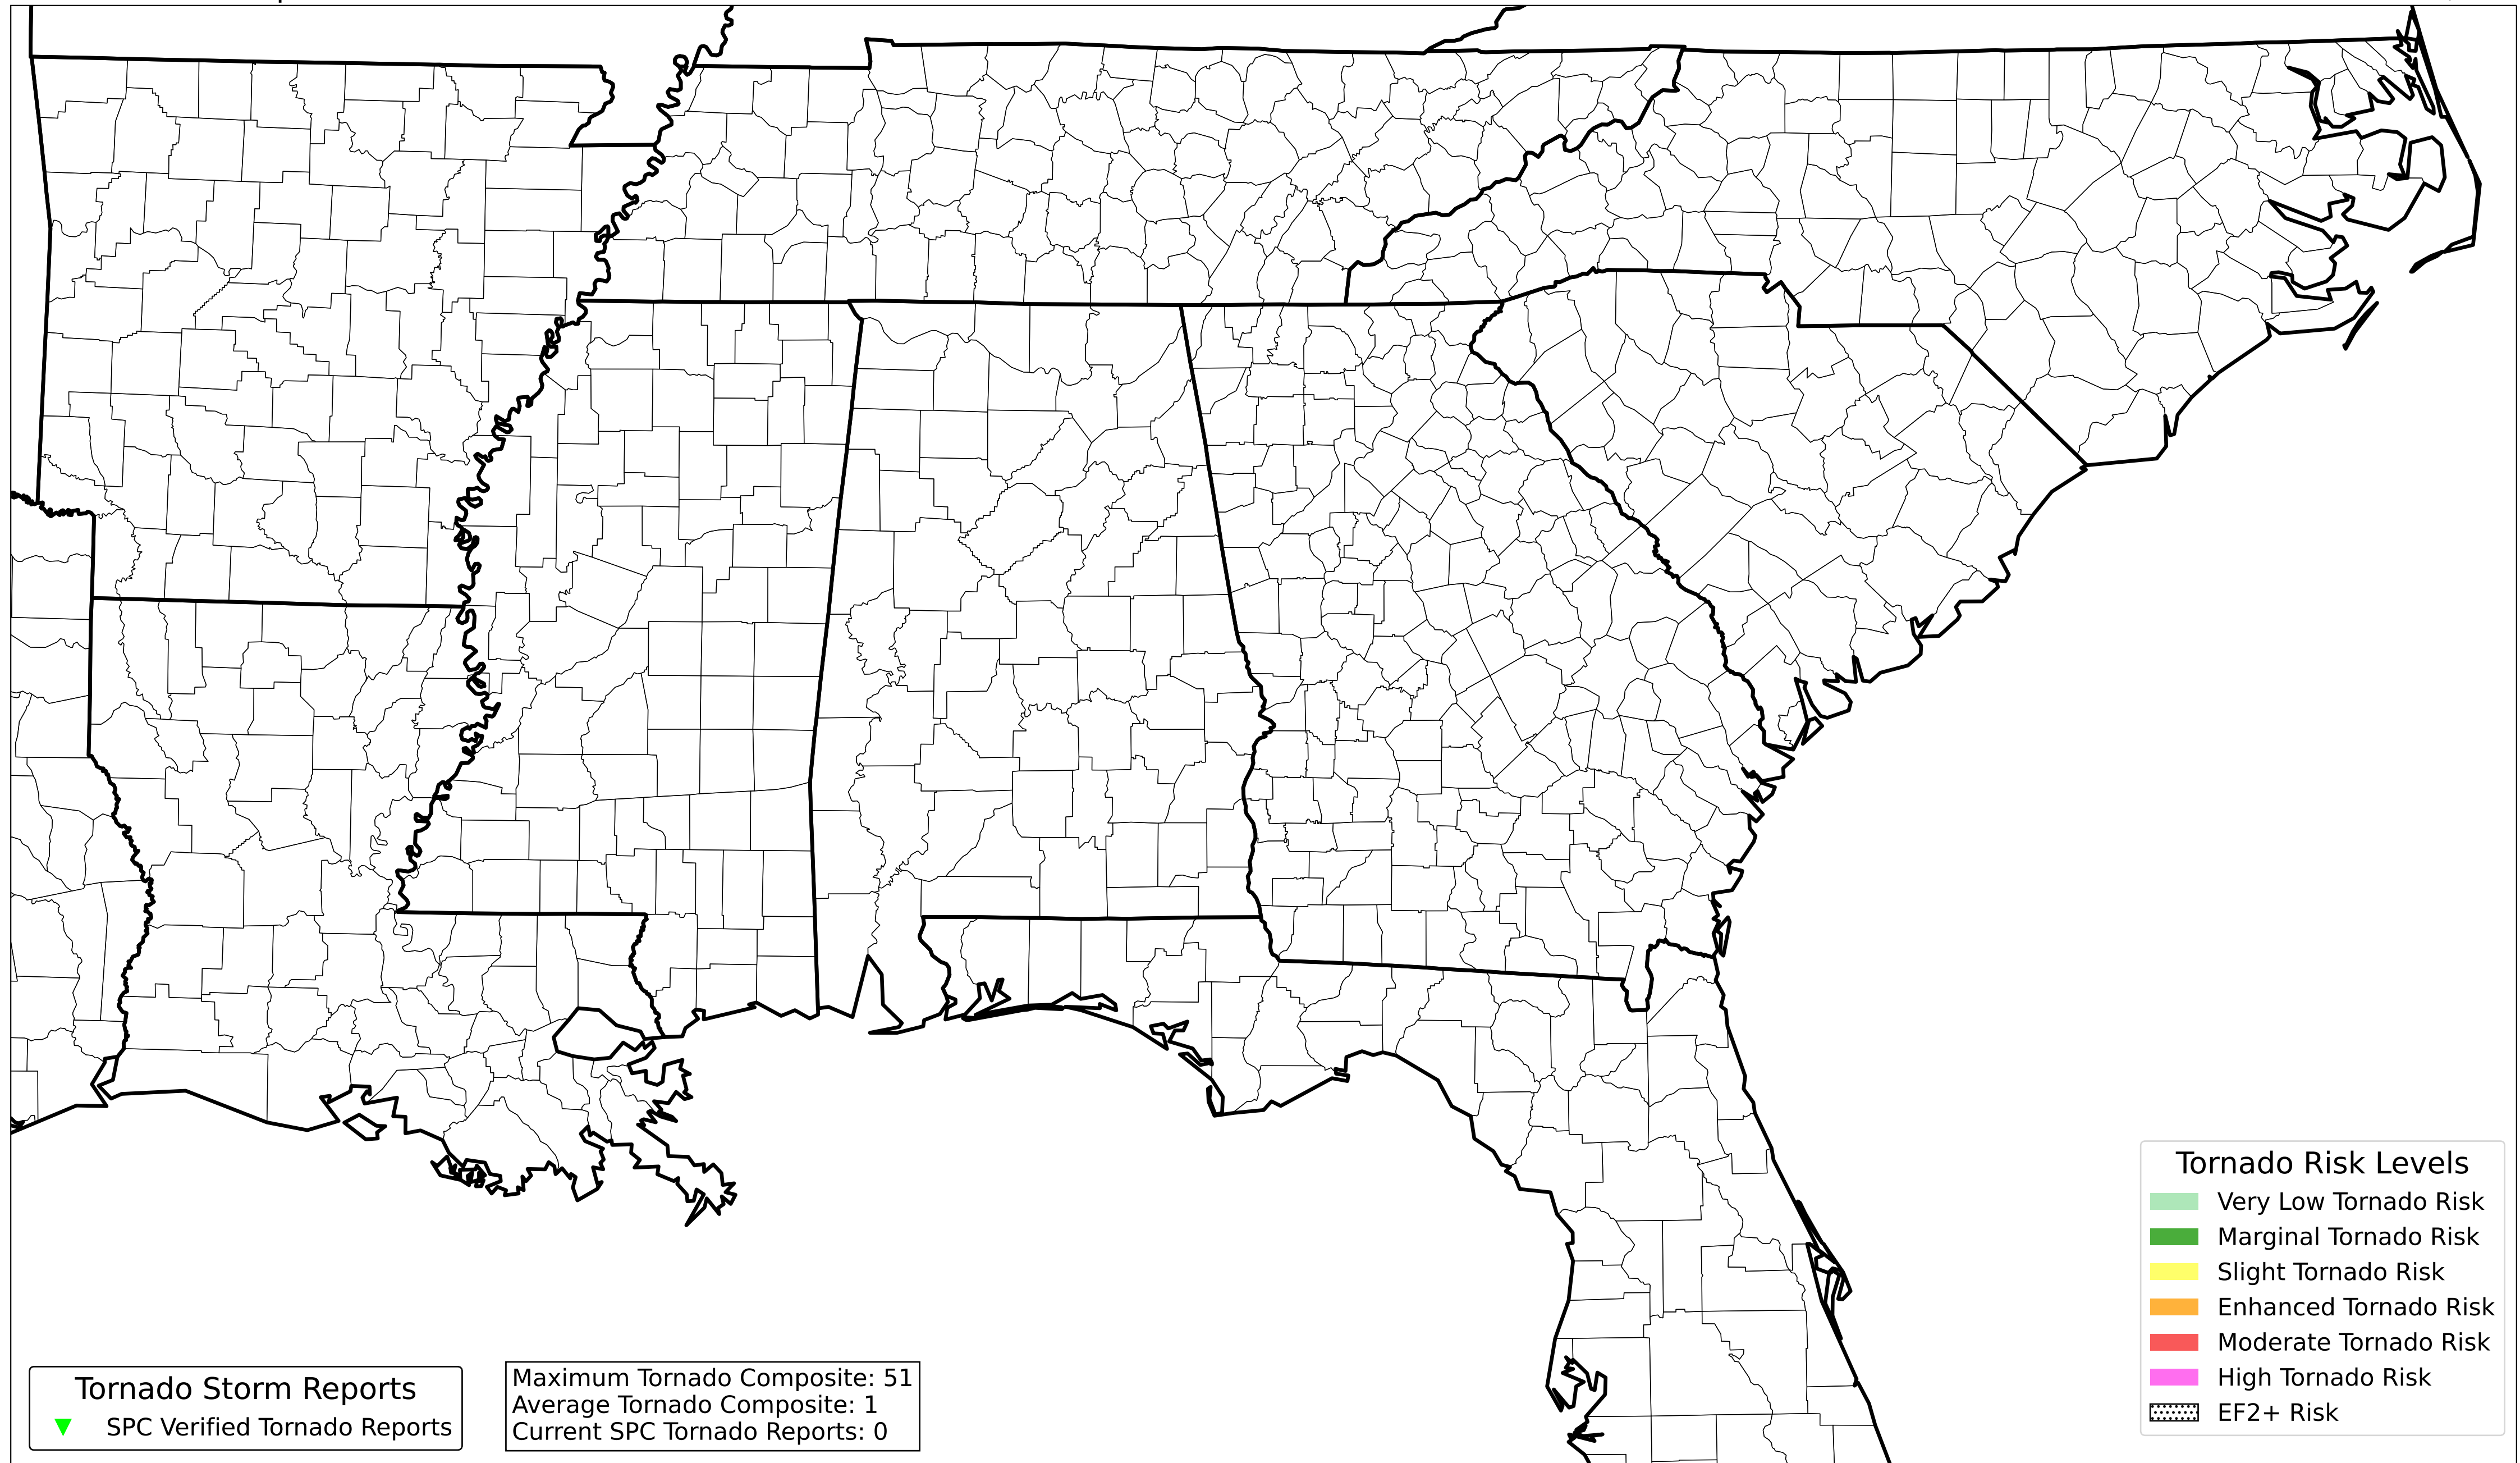 Tornado Risk Levels
Very Low Tornado Risk
Marginal Tornado Risk
Slight Tornado Risk
Enhanced Tornado Risk
Moderate Tornado Risk
High Tornado Risk
EF2+ Risk
Tornado Storm Reports
SPC Verified Tornado Reports
Maximum Tornado Composite: 51
Average Tornado Composite: 1
Current SPC Tornado Reports: 0